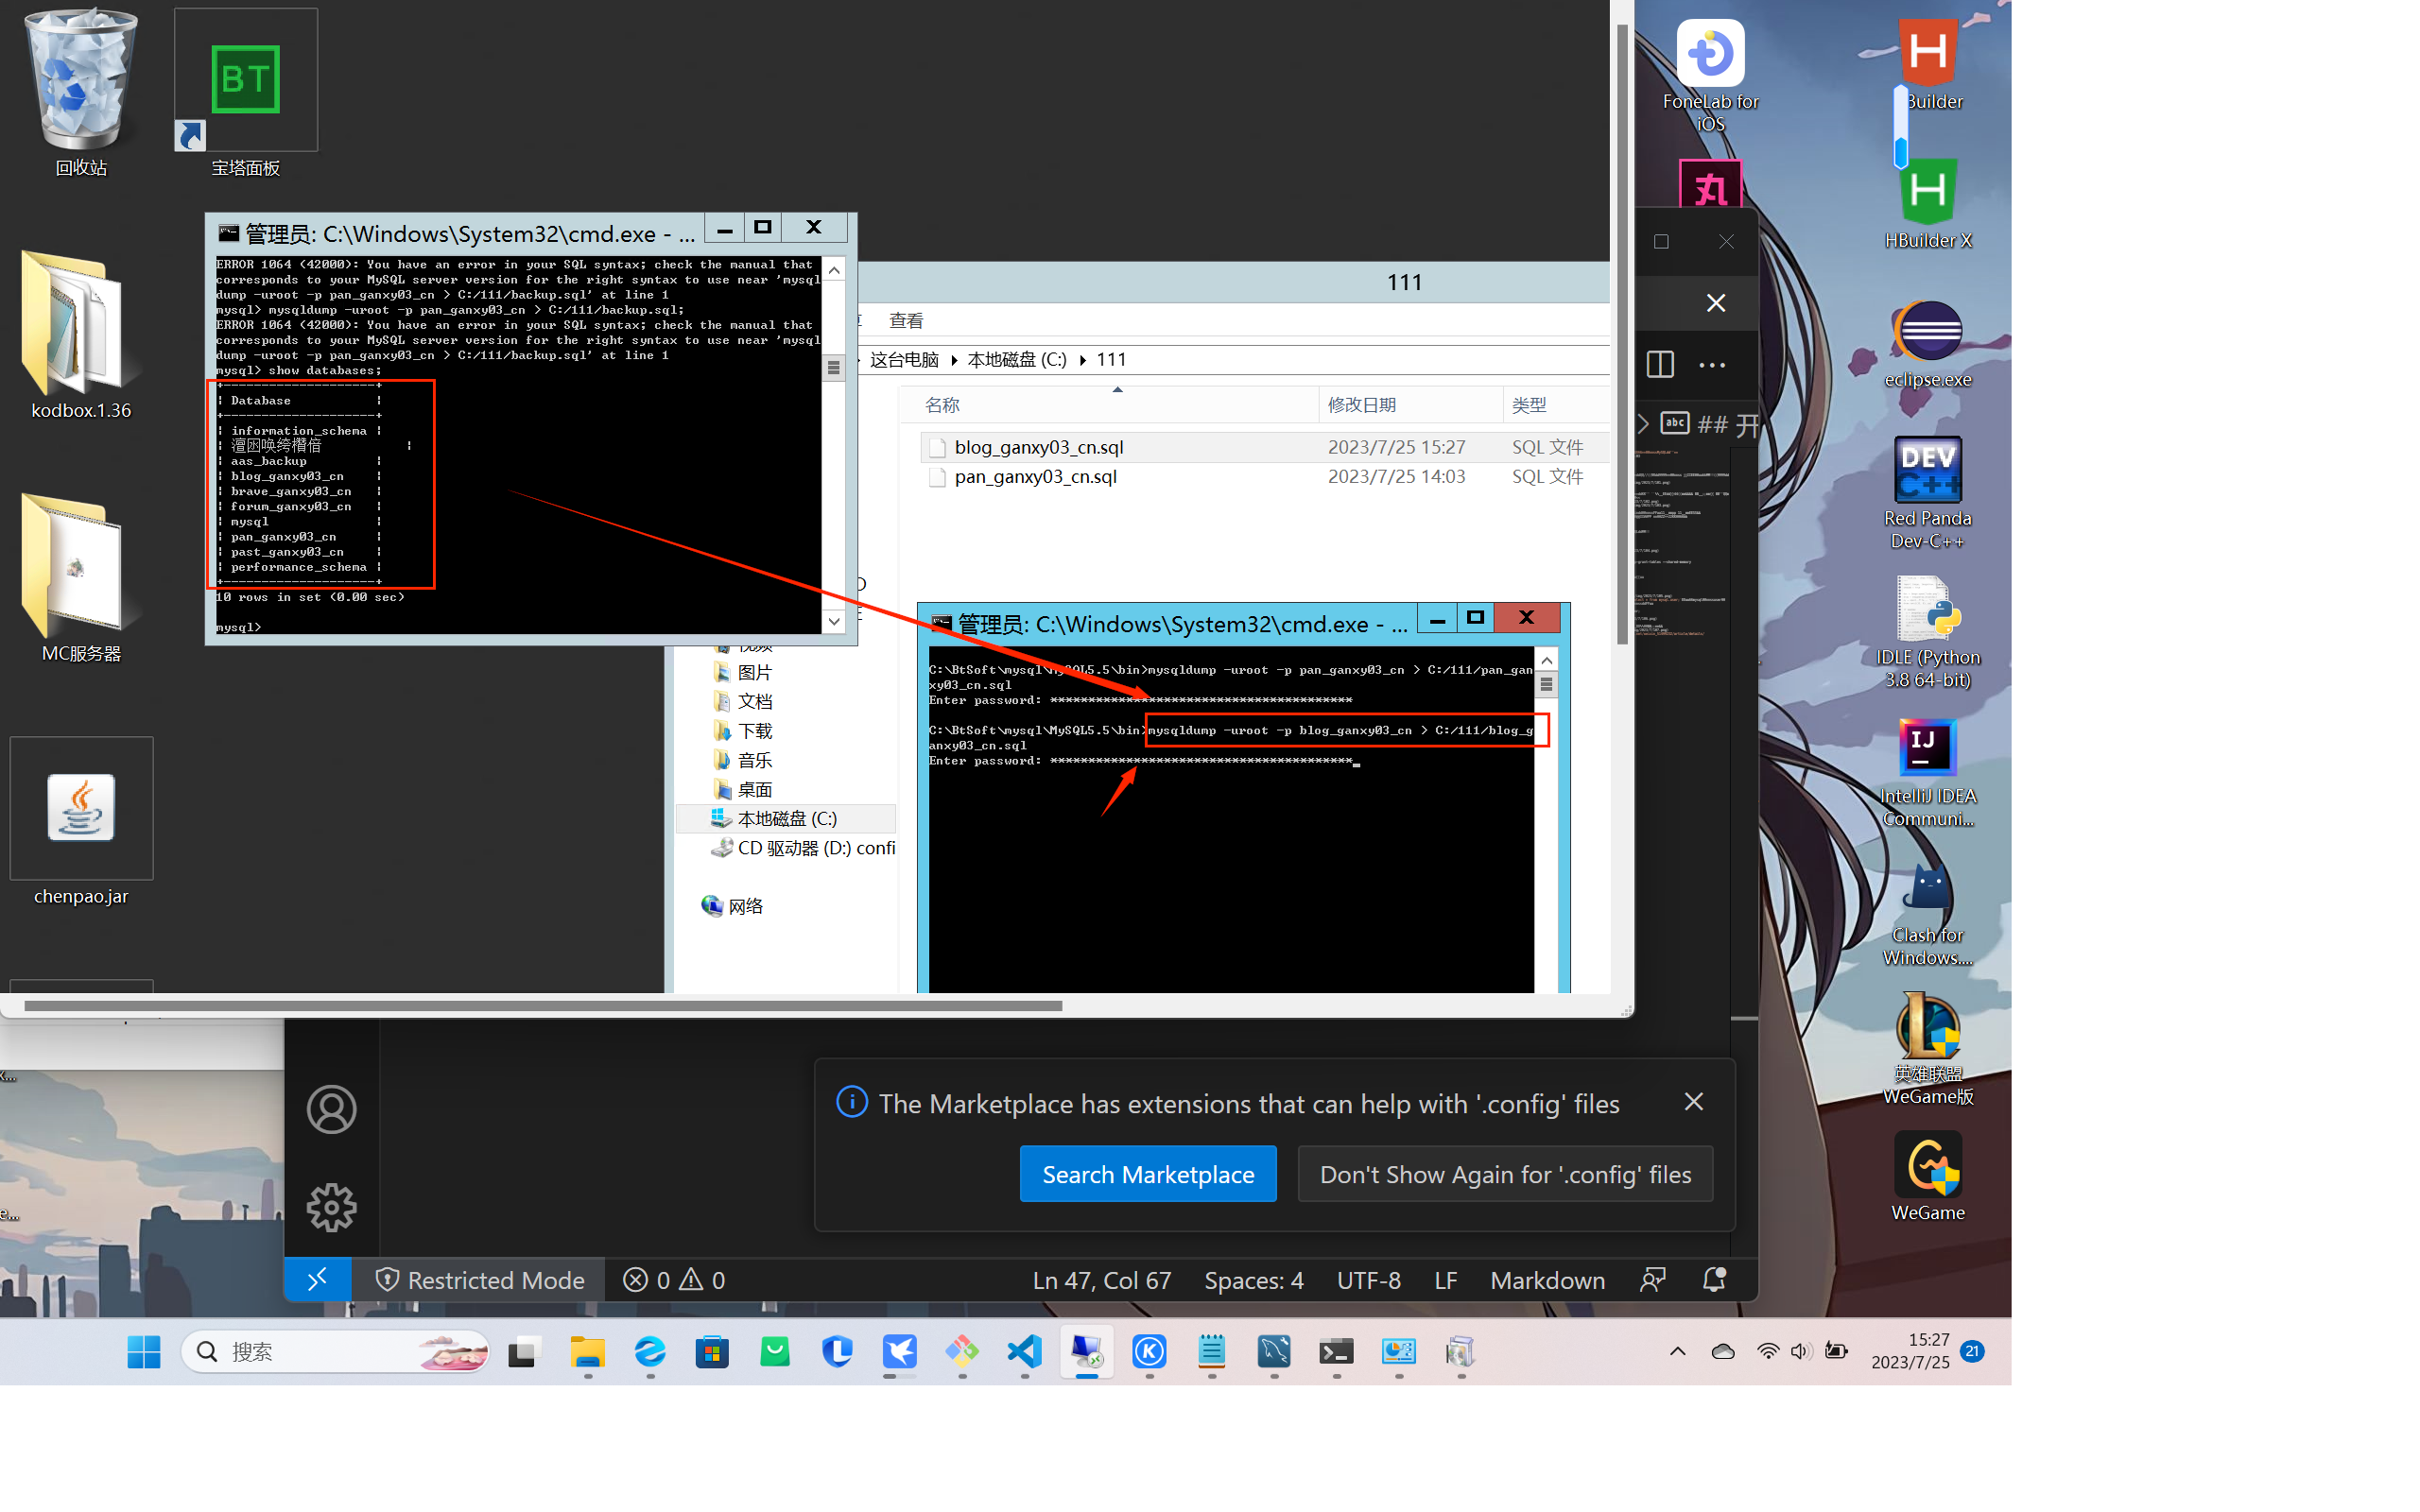 回收站
BT
宝塔面板
kodbox.1.36
MC服务器
chenpao.jar
管理员: C:\Windows\System32\cmd.exe - ...
ERROR 1064 (42000): You have an error in your SQL syntax; check the manual that
corresponds to your MySQL server version for the right syntax to use near 'mysql
dump -uroot -p pan_ganxy03_cn > C:/111/backup.sql' at line 1
mysql> mysqldump -uroot -p pan_ganxy03_cn > C:/111/backup.sql;
ERROR 1064 (42000): You have an error in your SQL syntax; check the manual that
corresponds to your MySQL server version for the right syntax to use near 'mysql
dump -uroot -p pan_ganxy03_cn > C:/111/backup.sql' at line 1
mysql> show databases;
+--------------------+
| Database           |
+--------------------+
| information_schema |
| aas_backup         |
| blog_ganxy03_cn    |
| brave_ganxy03_cn   |
| forum_ganxy03_cn   |
| mysql              |
| pan_ganxy03_cn     |
| past_ganxy03_cn    |
| performance_schema |
+--------------------+
10 rows in set (0.00 sec)
mysql>
111
查看
这台电脑 本地磁盘 (C:) 111
名称 修改日期 类型
blog_ganxy03_cn.sql 2023/7/25 15:27 SQL 文件
pan_ganxy03_cn.sql 2023/7/25 14:03 SQL 文件
视频
图片
文档
下载
音乐
桌面
本地磁盘 (C:)
CD 驱动器 (D:) confi
网络
管理员: C:\Windows\System32\cmd.exe - ...
C:\BtSoft\mysql\MySQL5.5\bin>mysqldump -uroot -p pan_ganxy03_cn > C:/111/pan_gan
xy03_cn.sql
Enter password: ****************************************
C:\BtSoft\mysql\MySQL5.5\bin>mysqldump -uroot -p blog_ganxy03_cn > C:/111/blog_g
anxy03_cn.sql
Enter password: ****************************************
abc ## 开
The Marketplace has extensions that can help with '.config' files
Search Marketplace
Don't Show Again for '.config' files
Restricted Mode 0 0 Ln 47, Col 67 Spaces: 4 UTF-8 LF Markdown
FoneLab for
iOS
丸
HBuilder X
eclipse.exe
DEV
C++
Red Panda
Dev-C++
IDLE (Python
3.8 64-bit)
IJ
IntelliJ IDEA
Communi...
Clash for
Windows....
英雄联盟
WeGame版
WeGame
搜索
15:27
2023/7/25
21